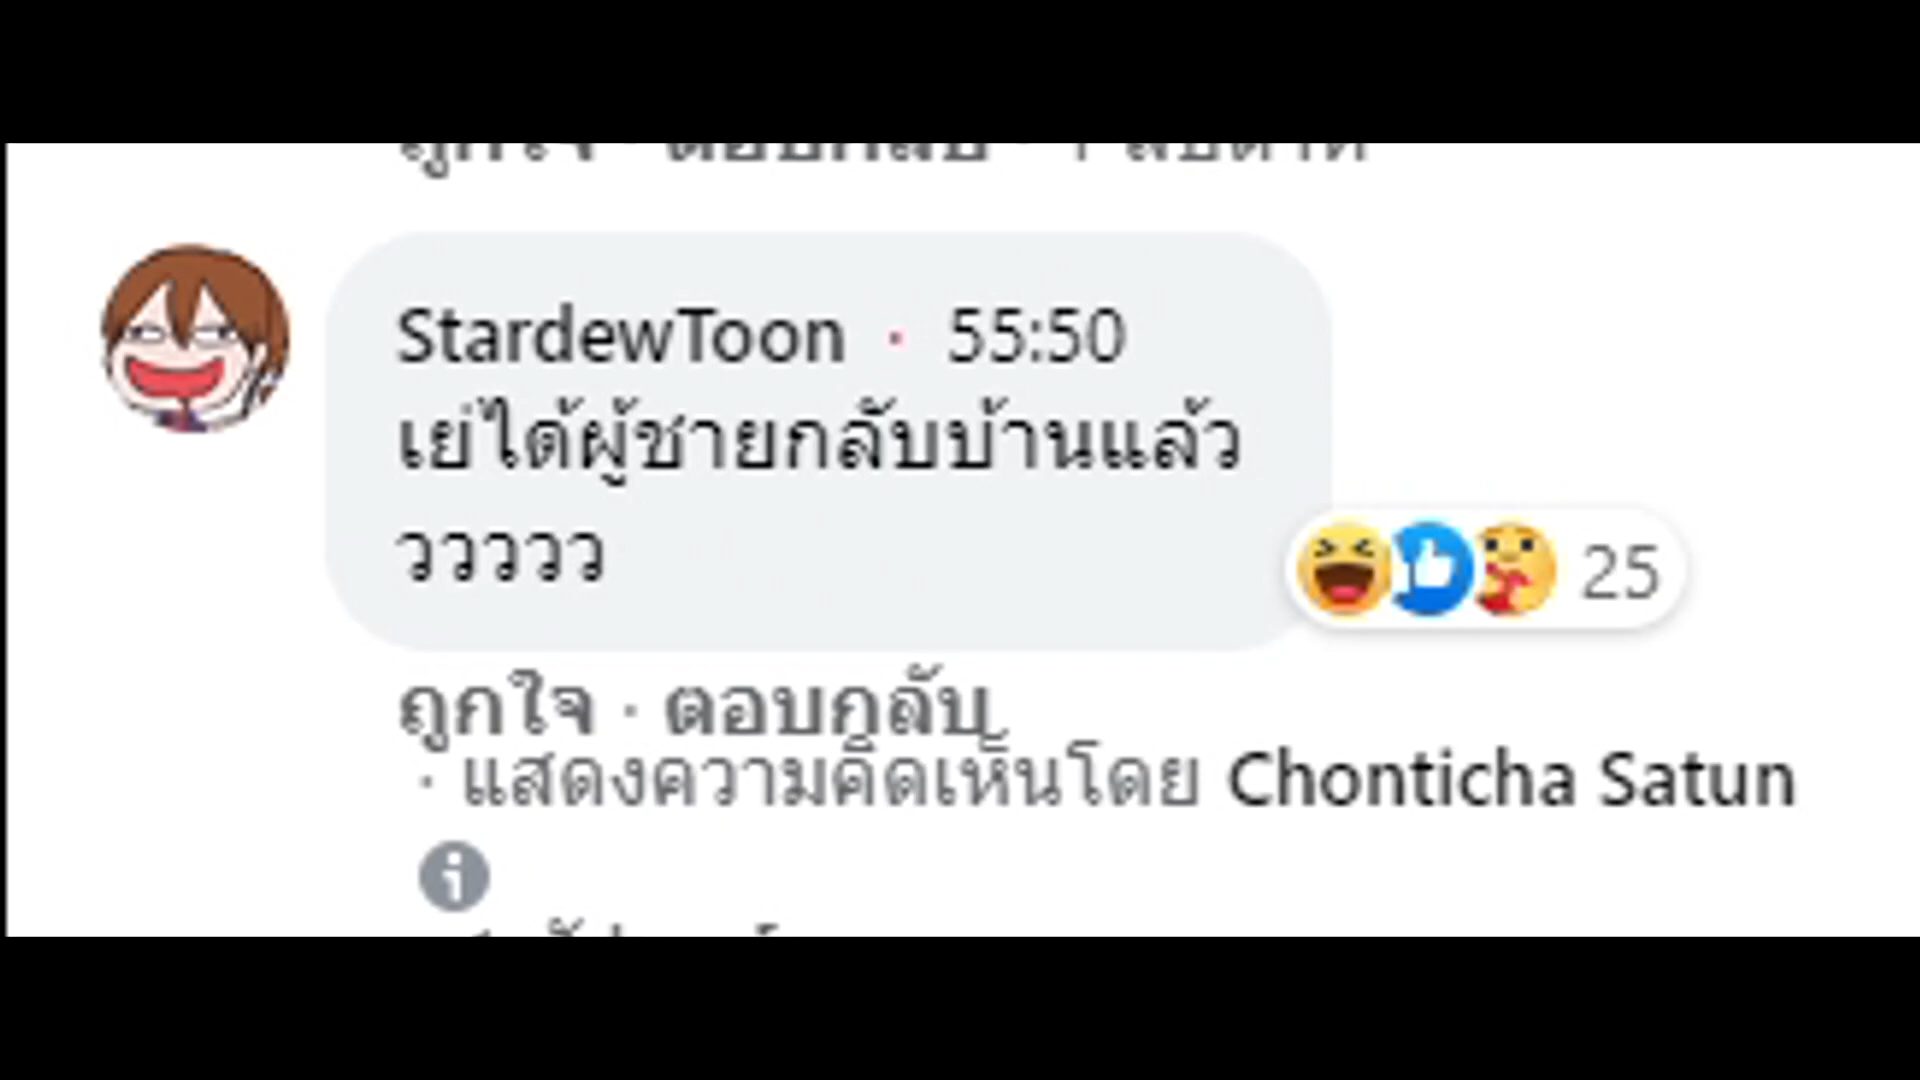 StardewToon · 55:50
เย่ได้ผู้ชายกลับบ้านแล้ว
ววววว
25
ถูกใจ · ตอบกลับ
· แสดงความคิดเห็นโดย Chonticha Satun